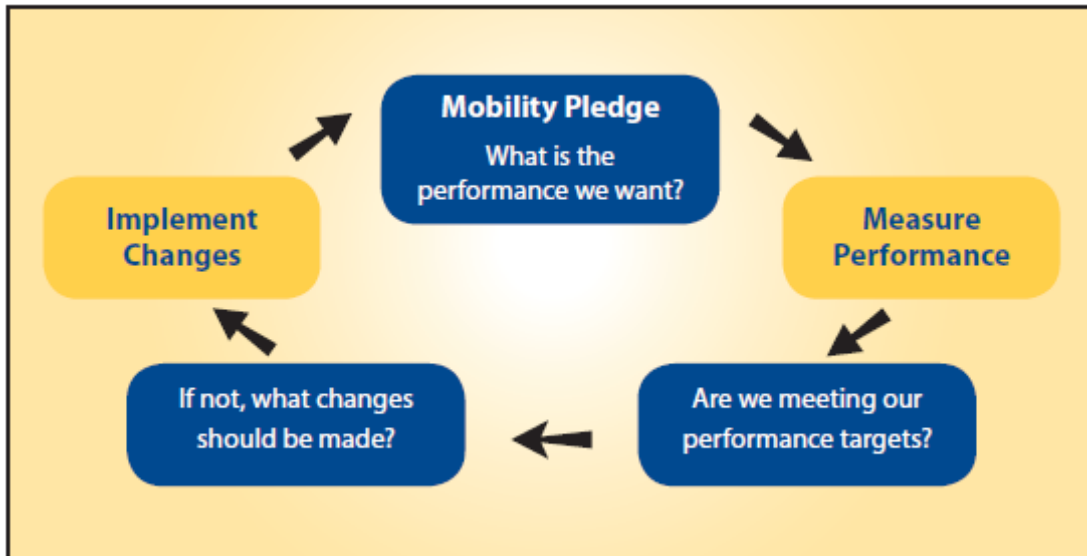 Mobility Pledge
What is the
performance we want?
Measure
Performance
Are we meeting our
performance targets?
If not, what changes
should be made?
Implement
Changes